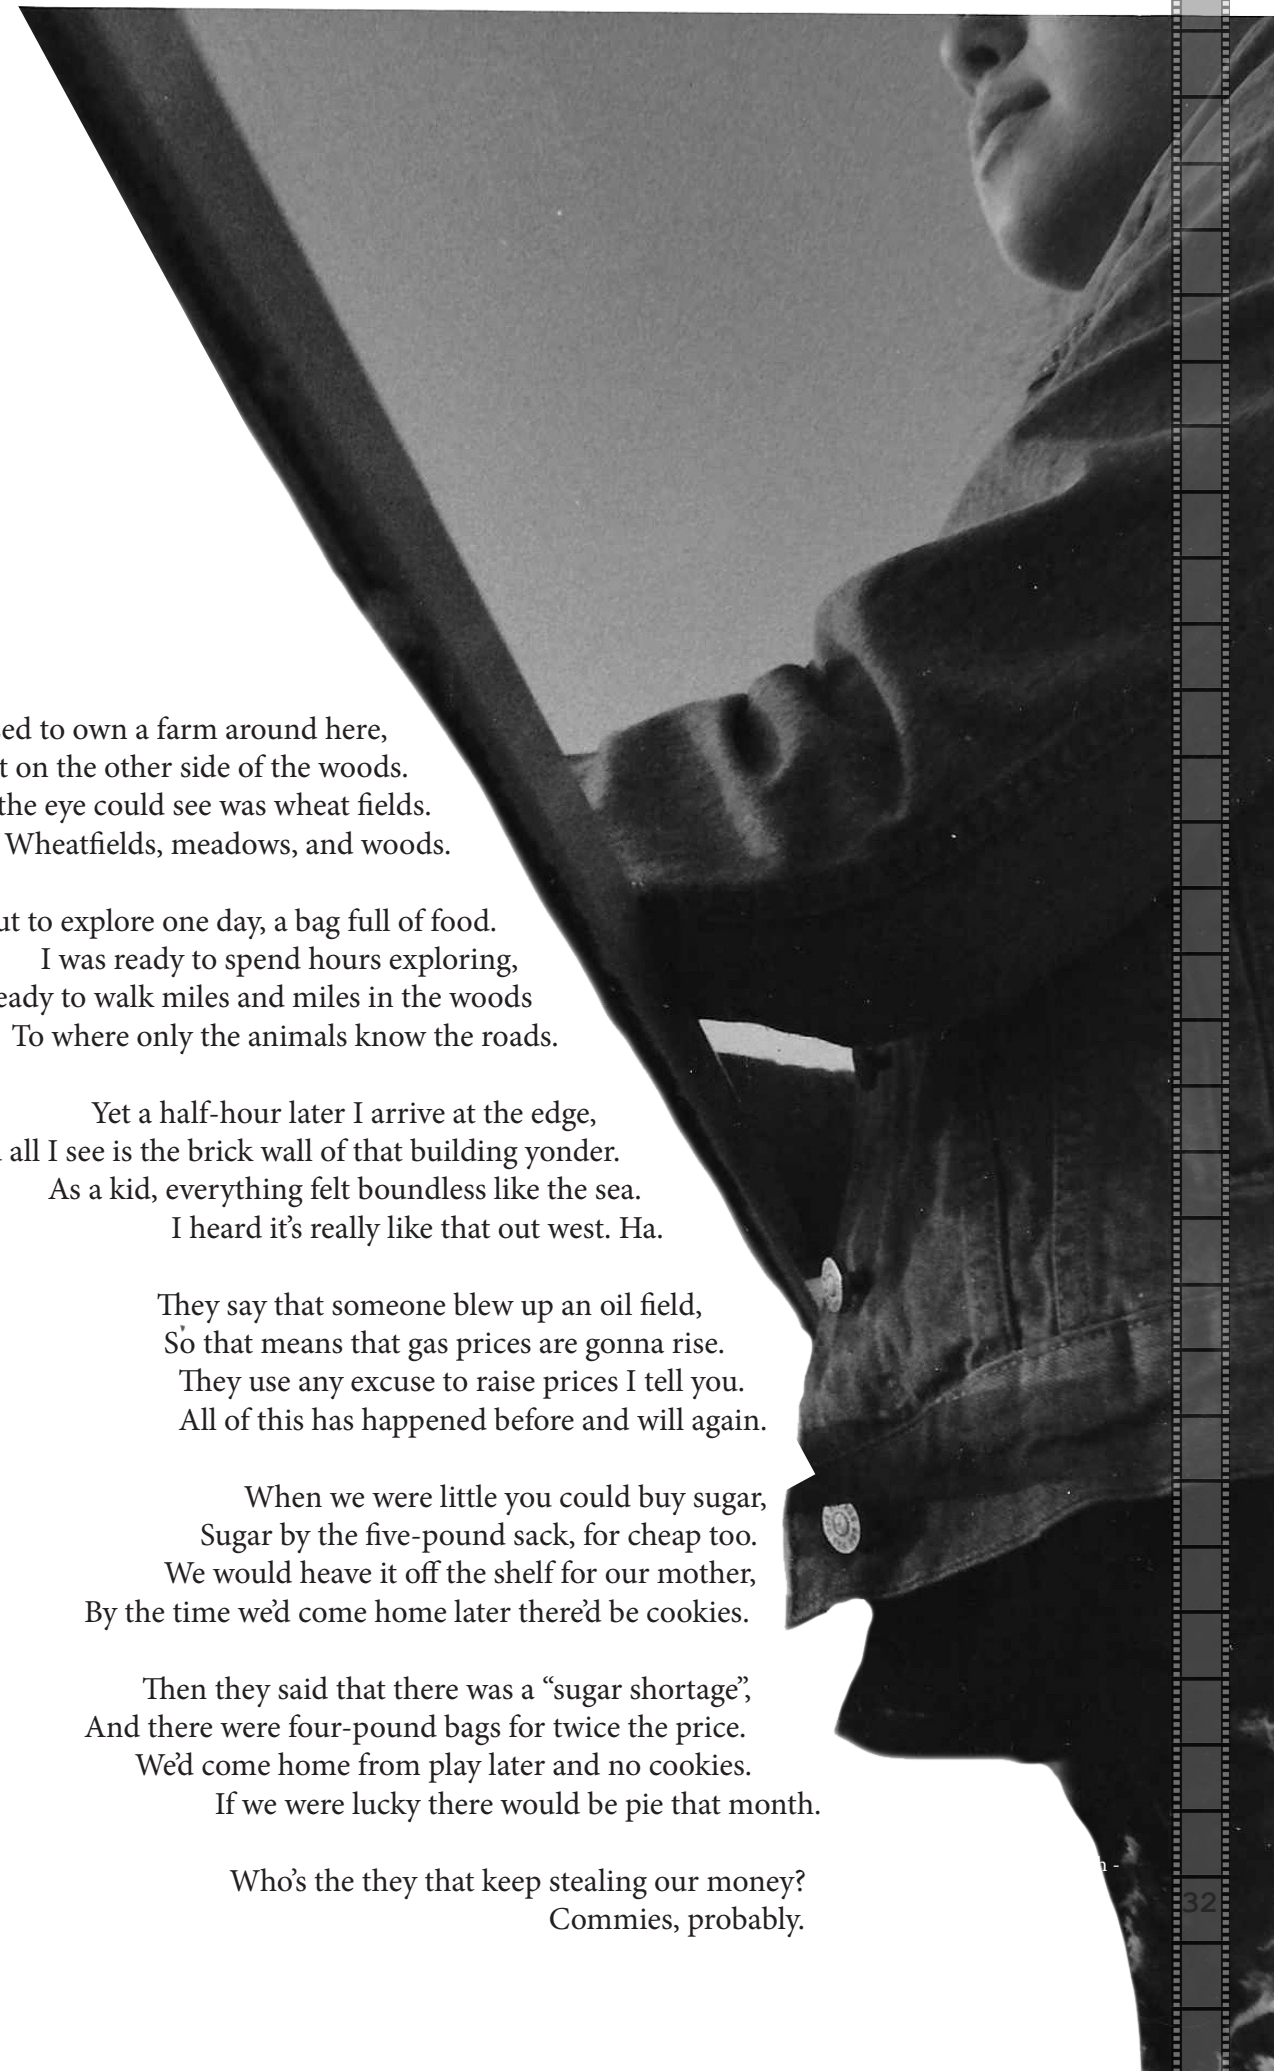 to own a farm around here,
on the other side of the woods.
the eye could see was wheat fields.
Wheatfields, meadows, and woods.

to explore one day, a bag full of food.
I was ready to spend hours exploring,
to walk miles and miles in the woods
To where only the animals know the roads.

Yet a half-hour later I arrive at the edge,
all I see is the brick wall of that building yonder.
As a kid, everything felt boundless like the sea.
I heard it’s really like that out west. Ha.

They say that someone blew up an oil field,
So that means that gas prices are gonna rise.
They use any excuse to raise prices I tell you.
All of this has happened before and will again.

When we were little you could buy sugar,
Sugar by the five-pound sack, for cheap too.
We would heave it off the shelf for our mother,
By the time we’d come home later there’d be cookies.

Then they said that there was a “sugar shortage”,
And there were four-pound bags for twice the price.
We’d come home from play later and no cookies.
If we were lucky there would be pie that month.

Who’s the they that keep stealing our money?
Commies, probably.
32